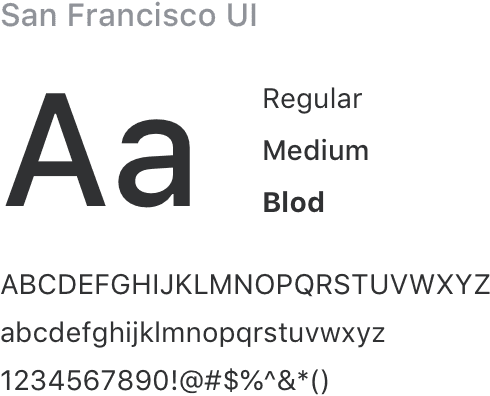 San Francisco UI
Aa
Regular
Medium
Blod
ABCDEFGHIJKLMNOPQRSTUVWXYZ
abcdefghijklmnopqrstuvwxyz
1234567890!@#$%^&*()